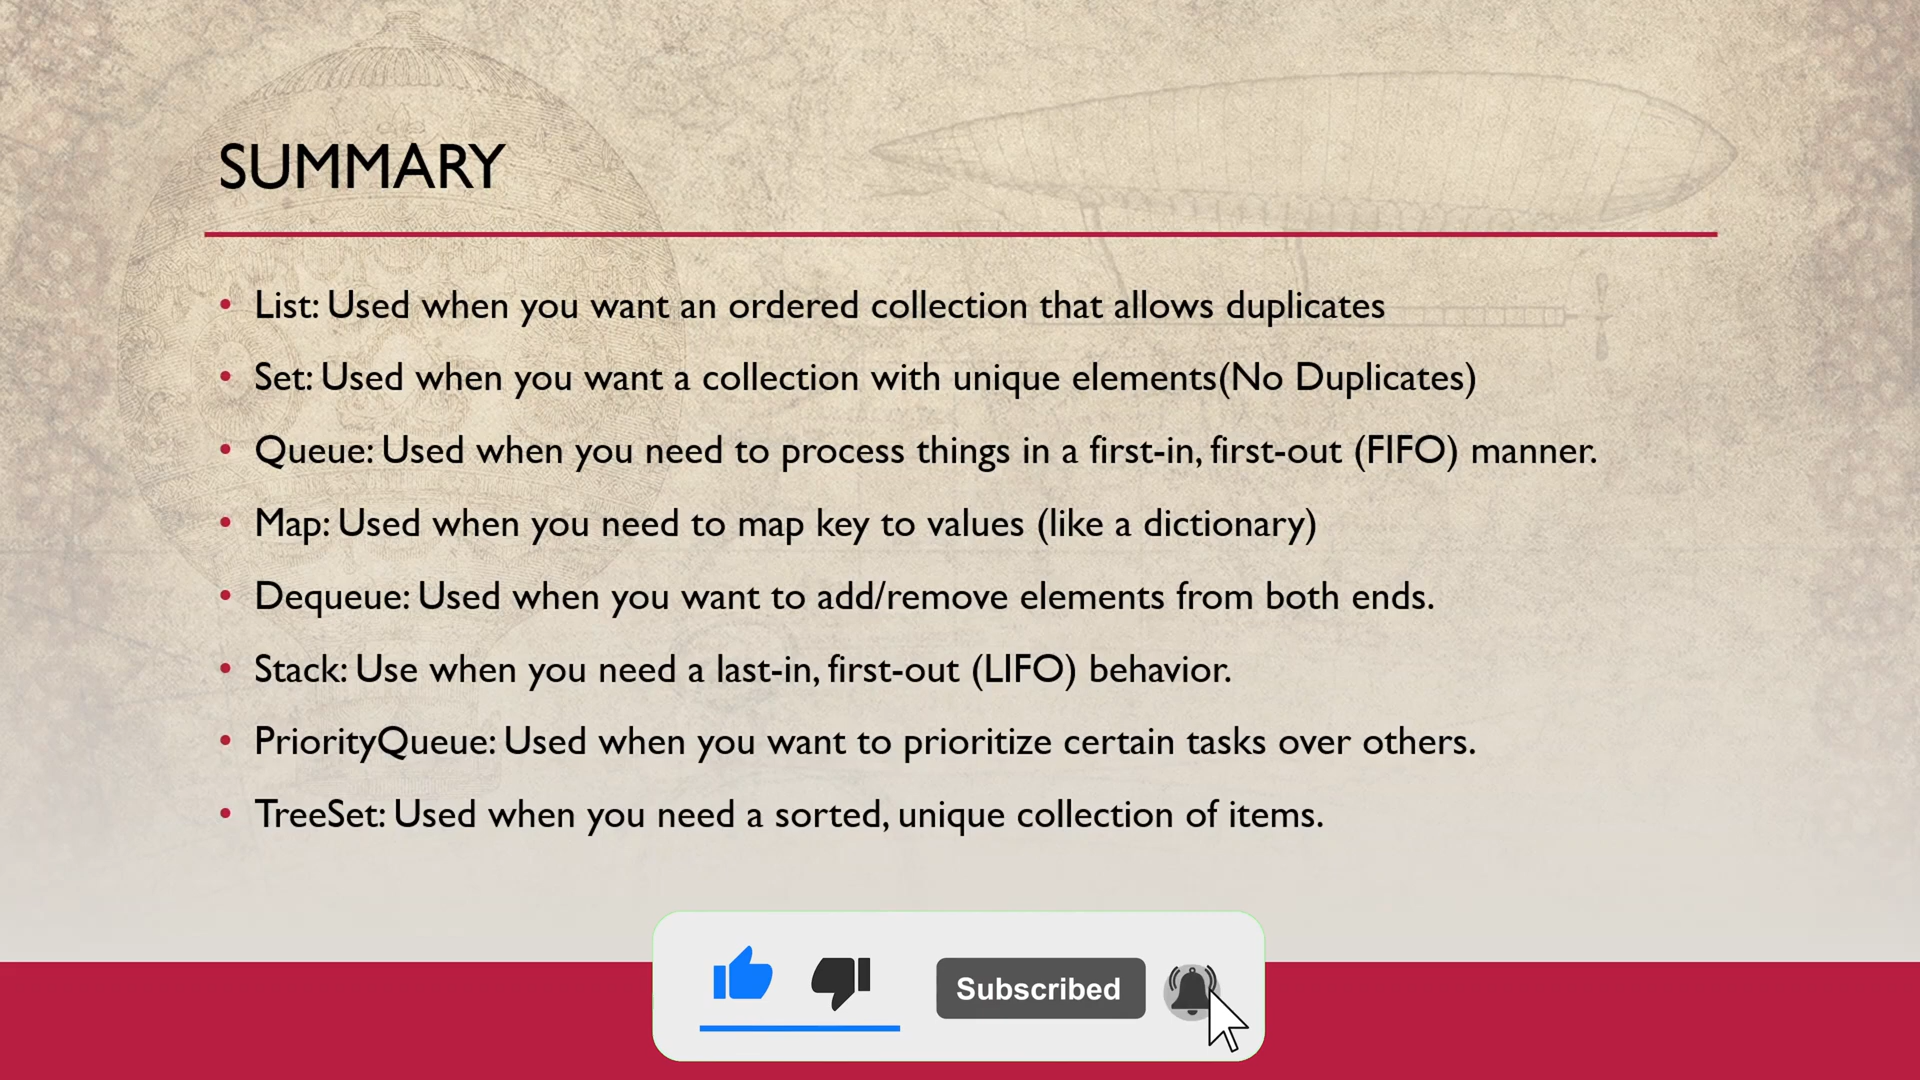 SUMMARY
• List: Used when you want an ordered collection that allows duplicates
• Set: Used when you want a collection with unique elements(No Duplicates)
• Queue: Used when you need to process things in a first-in, first-out (FIFO) manner.
• Map: Used when you need to map key to values (like a dictionary)
• Dequeue: Used when you want to add/remove elements from both ends.
• Stack: Use when you need a last-in, first-out (LIFO) behavior.
• PriorityQueue: Used when you want to prioritize certain tasks over others.
• TreeSet: Used when you need a sorted, unique collection of items.
Subscribed